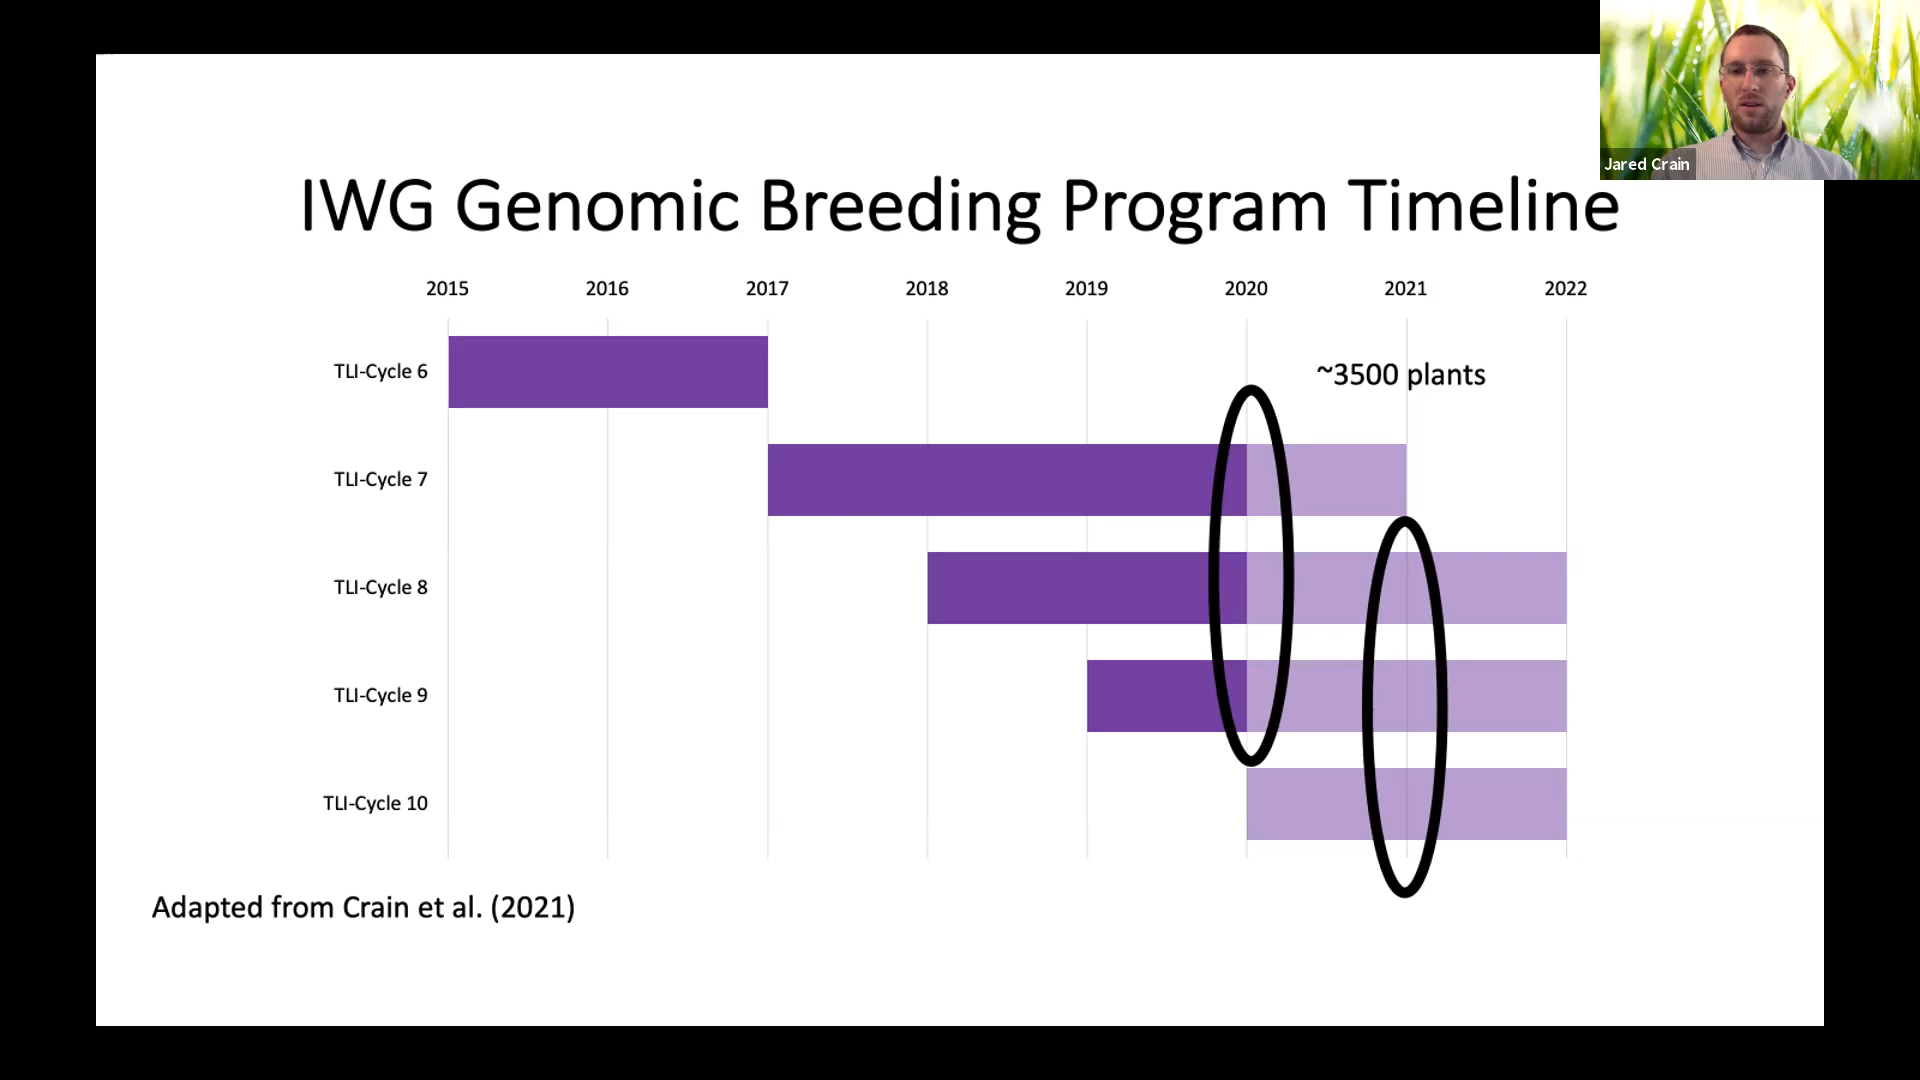 Jared Crain
IWG Genomic Breeding Program Timeline
2015 2016 2017 2018 2019 2020 2021 2022
TLI-Cycle 6
~3500 plants
TLI-Cycle 7
TLI-Cycle 8
TLI-Cycle 9
TLI-Cycle 10
Adapted from Crain et al. (2021)